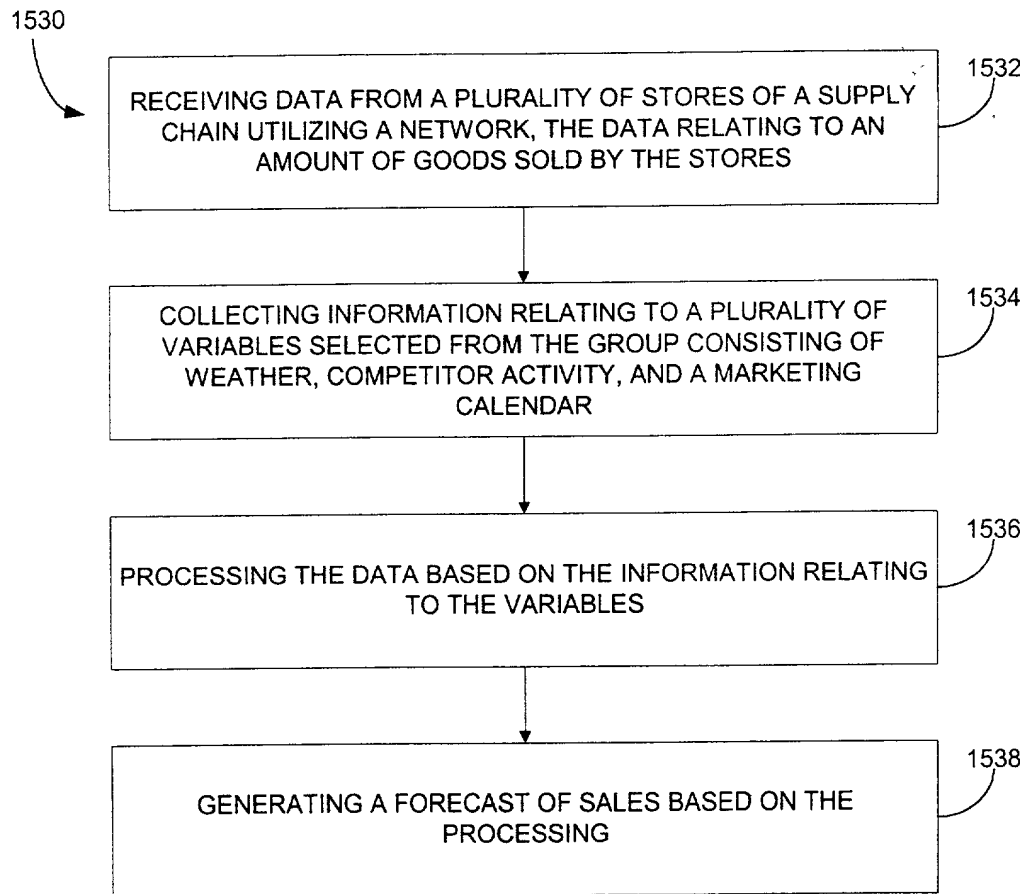 1530
1532
RECEIVING DATA FROM A PLURALITY OF STORES OF A SUPPLY
CHAIN UTILIZING A NETWORK, THE DATA RELATING TO AN
AMOUNT OF GOODS SOLD BY THE STORES
1534
COLLECTING INFORMATION RELATING TO A PLURALITY OF
VARIABLES SELECTED FROM THE GROUP CONSISTING OF
WEATHER, COMPETITOR ACTIVITY, AND A MARKETING
CALENDAR
1536
PROCESSING THE DATA BASED ON THE INFORMATION RELATING
TO THE VARIABLES
1538
GENERATING A FORECAST OF SALES BASED ON THE
PROCESSING